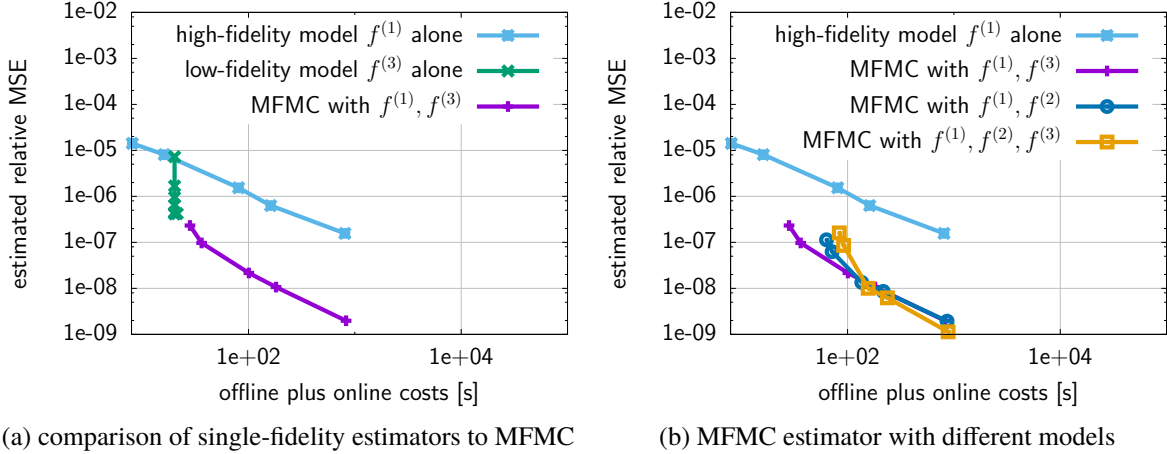 1e-02
1e-03
1e-04
1e-05
1e-06
1e-07
1e-08
1e-09
estimated relative MSE
high-fidelity model f^(1) alone
low-fidelity model f^(3) alone
MFMC with f^(1), f^(3)
1e+02 1e+04
offline plus online costs [s]
(a) comparison of single-fidelity estimators to MFMC
1e-02
1e-03
1e-04
1e-05
1e-06
1e-07
1e-08
1e-09
estimated relative MSE
high-fidelity model f^(1) alone
MFMC with f^(1), f^(3)
MFMC with f^(1), f^(2)
MFMC with f^(1), f^(2), f^(3)
1e+02 1e+04
offline plus online costs [s]
(b) MFMC estimator with different models